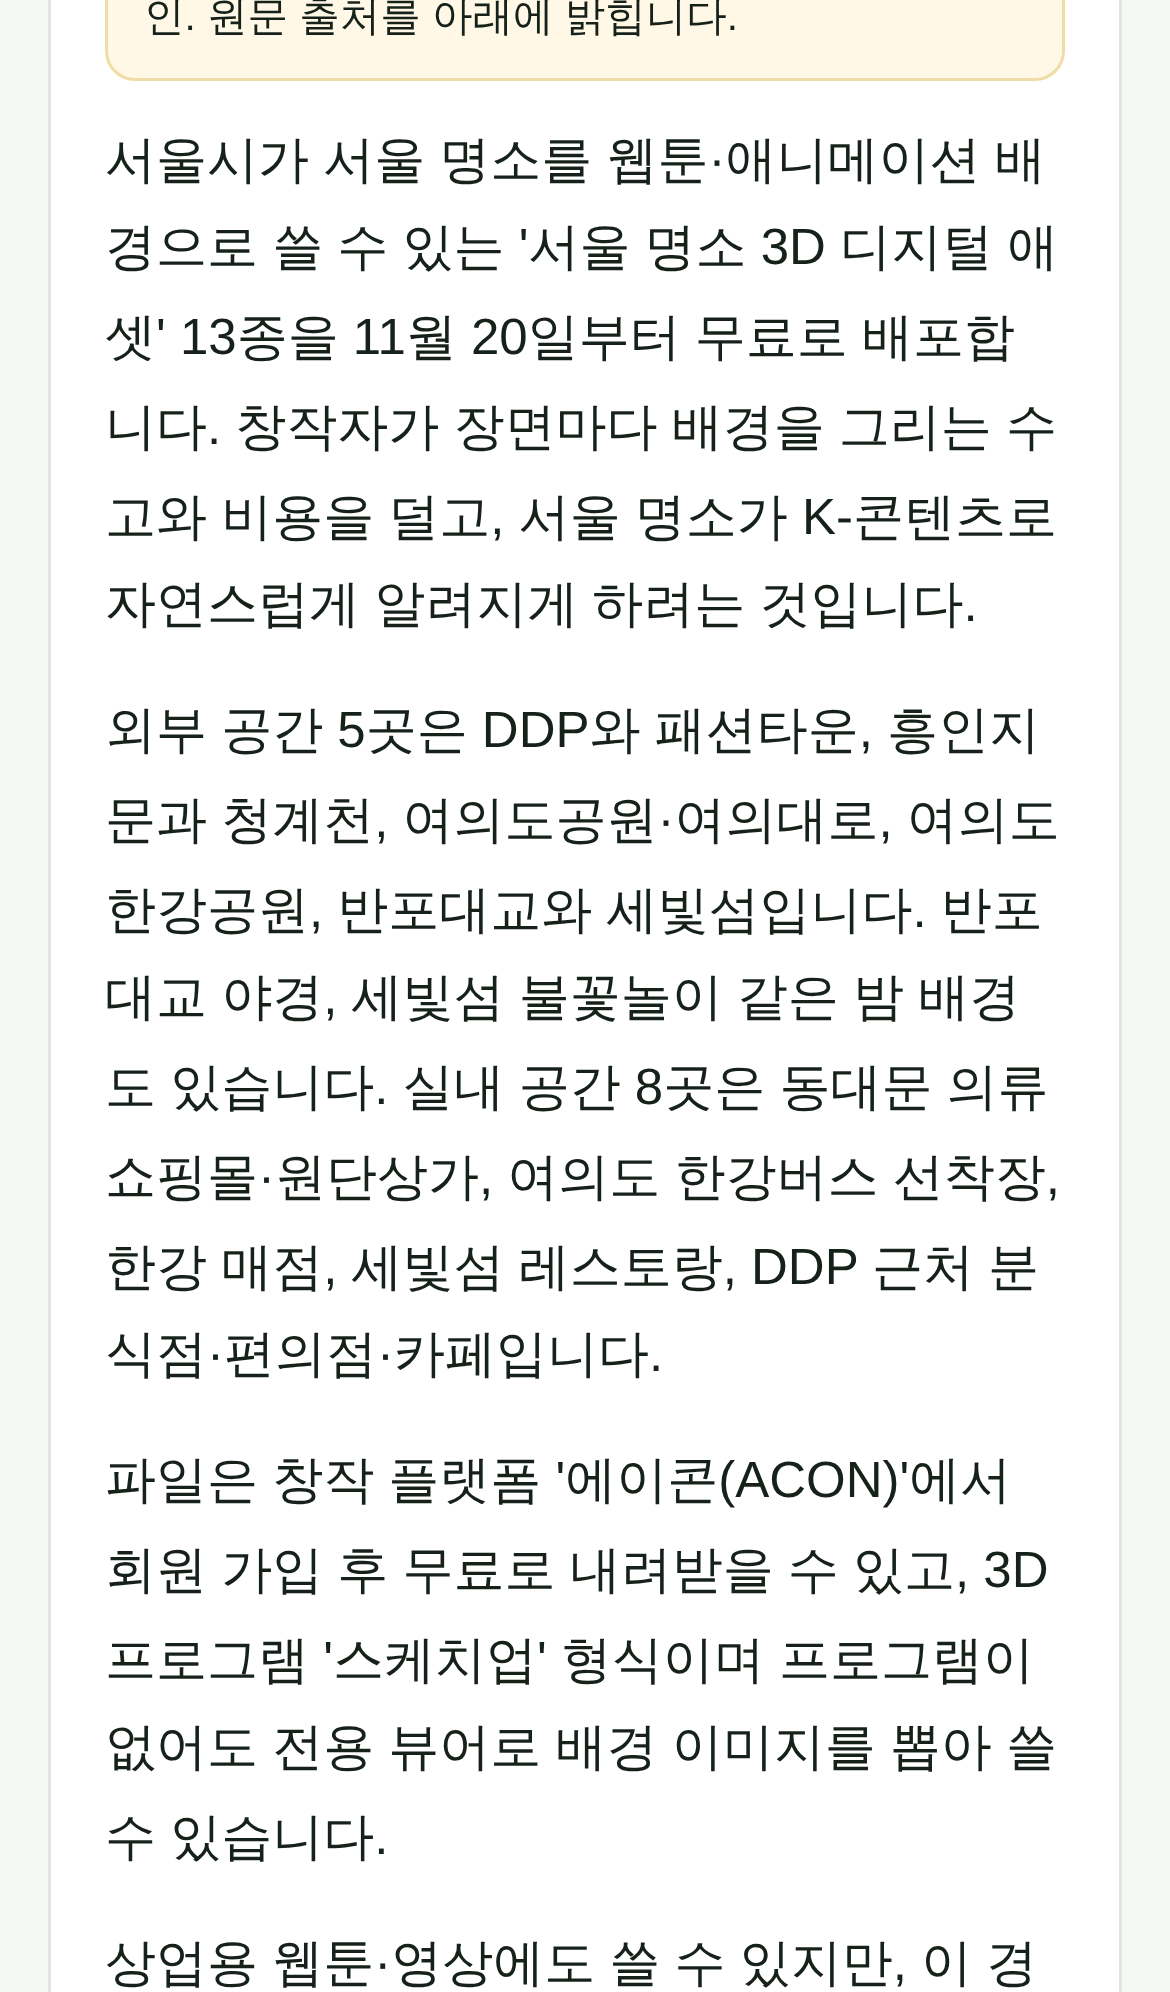 인. 원문 출처를 아래에 밝힙니다.
서울시가 서울 명소를 웹툰·애니메이션 배
경으로 쓸 수 있는 '서울 명소 3D 디지털 애
셋' 13종을 11월 20일부터 무료로 배포합
니다. 창작자가 장면마다 배경을 그리는 수
고와 비용을 덜고, 서울 명소가 K-콘텐츠로
자연스럽게 알려지게 하려는 것입니다.
외부 공간 5곳은 DDP와 패션타운, 흥인지
문과 청계천, 여의도공원·여의대로, 여의도
한강공원, 반포대교와 세빛섬입니다. 반포
대교 야경, 세빛섬 불꽃놀이 같은 밤 배경
도 있습니다. 실내 공간 8곳은 동대문 의류
쇼핑몰·원단상가, 여의도 한강버스 선착장,
한강 매점, 세빛섬 레스토랑, DDP 근처 분
식점·편의점·카페입니다.
파일은 창작 플랫폼 '에이콘(ACON)'에서
회원 가입 후 무료로 내려받을 수 있고, 3D
프로그램 '스케치업' 형식이며 프로그램이
없어도 전용 뷰어로 배경 이미지를 뽑아 쓸
수 있습니다.
상업용 웹툰·영상에도 쓸 수 있지만, 이 경